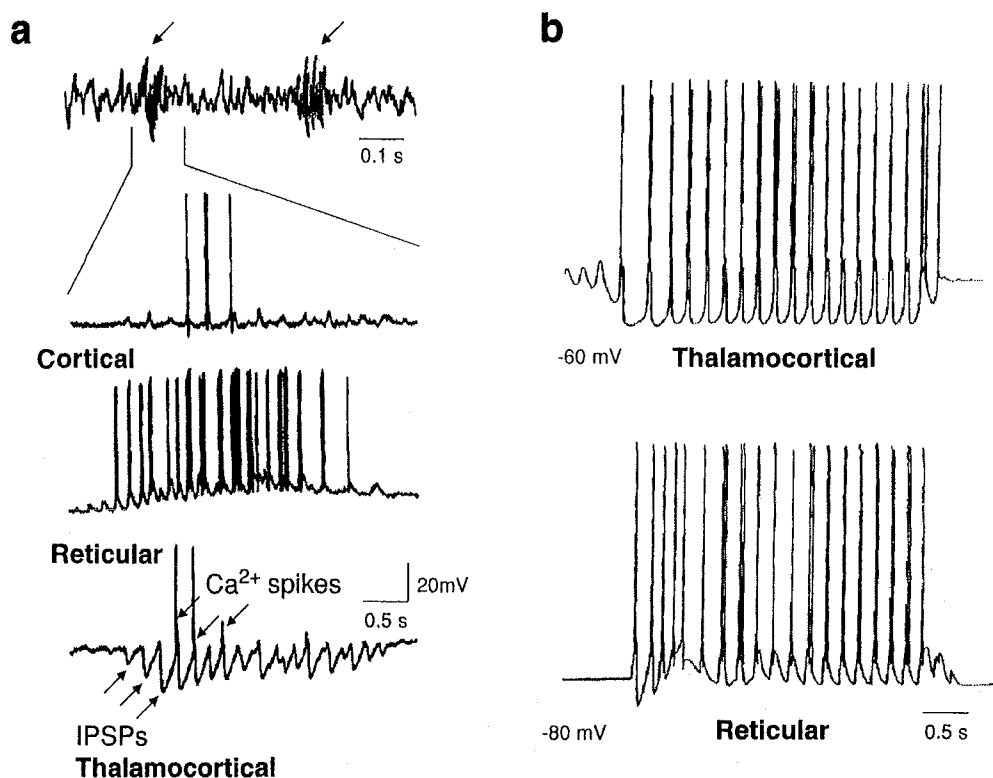 a
0.1 s
Cortical
Reticular
Ca²⁺ spikes
20mV
0.5 s
IPSPs
Thalamocortical
b
-60 mV Thalamocortical
-80 mV Reticular
0.5 s